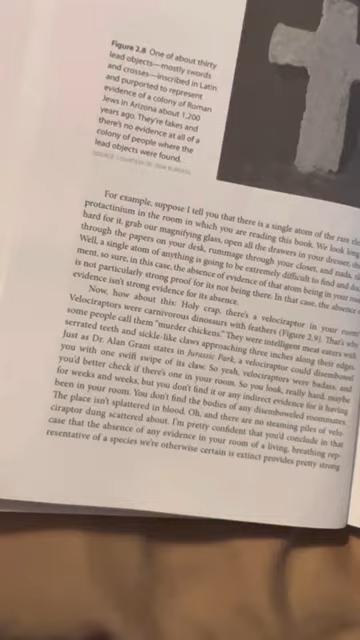 Figure 2.8 One of about thirty
lead objects—mostly swords
and crosses—inscribed in Latin
and purported to represent
evidence of a colony of Roman
Jews in Arizona about 1,200
years ago. They're fakes and
there's no evidence at all of a
colony of people where the
lead objects were found.
For example, suppose I tell you that there is a single atom of the rare
protactinium in the room in which you are reading this book. We look long
hard for it, grab our magnifying glass, open all the drawers in your dresser,
through the papers on your desk, rummage through your closet, and nada,
Well, a single atom of anything is going to be extremely difficult to find and
ment, so sure, in this case, the absence of evidence of that atom being in your
is not particularly strong proof for its not being there. In that case, the absence
evidence isn't strong evidence for its absence.
Now, how about this: Holy crap, there's a velociraptor in your
Velociraptors were carnivorous dinosaurs with feathers (Figure 2.9). That's why
some people call them "murder chickens." They were intelligent meat eaters with
serrated teeth and sickle-like claws approaching three inches along their edges.
Just as Dr. Alan Grant states in Jurassic Park, a velociraptor could disembowel
you with one swift swipe of its claw. So yeah, velociraptors were badass, and
you'd better check if there's one in your room. So you look, really hard, maybe
for weeks and weeks, but you don't find it or any indirect evidence for it having
been in your room. You don't find the bodies of any disemboweled roommates.
The place isn't splattered in blood. Oh, and there are no steaming piles of velo-
ciraptor dung scattered about. I'm pretty confident that you'd conclude in that
case that the absence of any evidence in your room of a living, breathing rep-
resentative of a species we're otherwise certain is extinct provides pretty strong